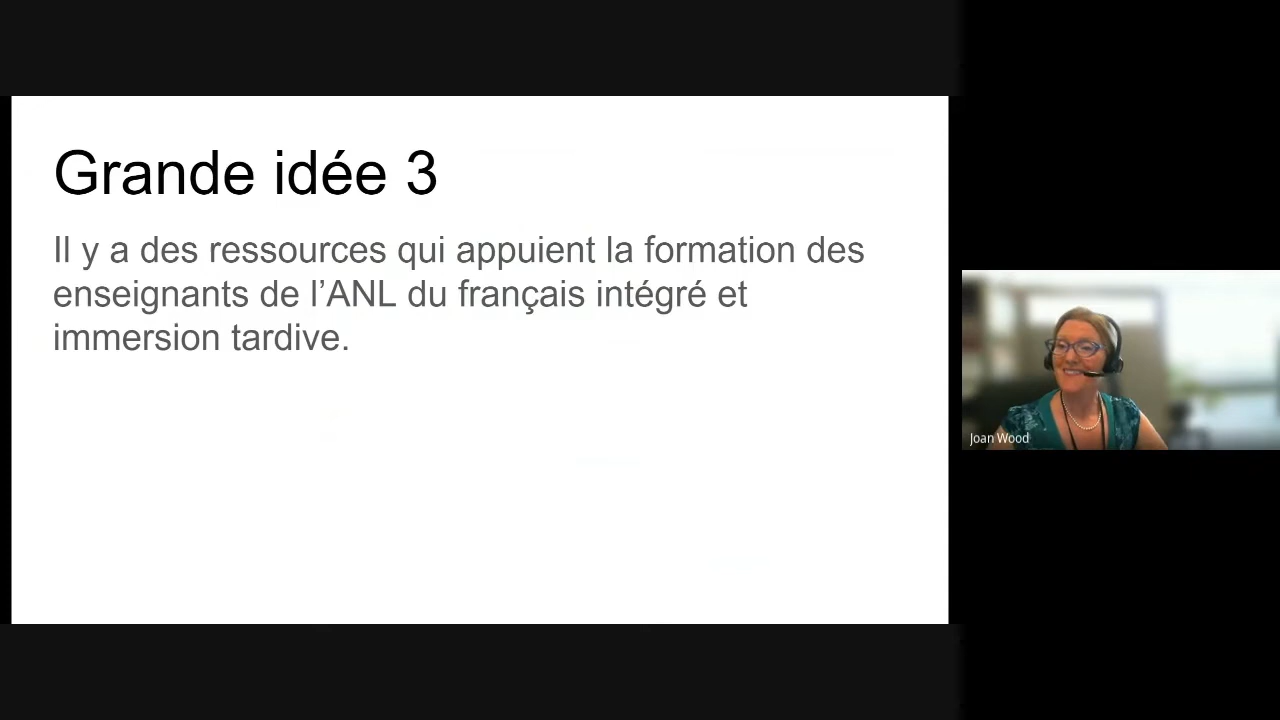 Grande idée 3
Il y a des ressources qui appuient la formation des
enseignants de l’ANL du français intégré et
immersion tardive.
Joan Wood